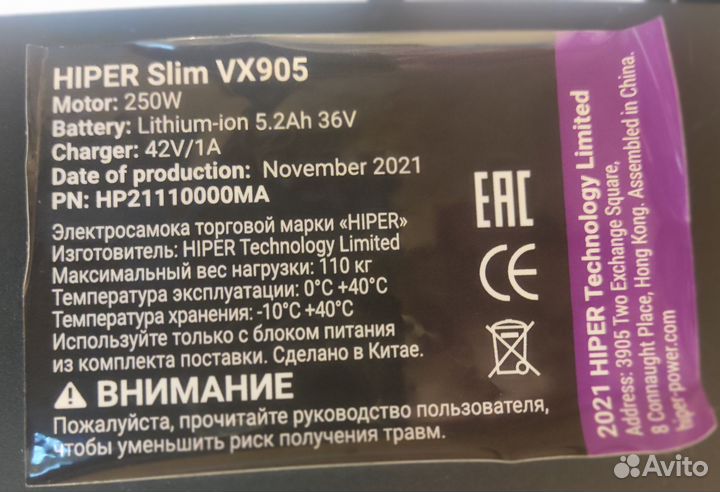 HIPER Slim VX905
Motor: 250W
Battery: Lithium-ion 5.2Ah 36V
Charger: 42V/1A
Date of production: November 2021
PN: HP21110000MA
Электросамока торговой марки «HIPER»
Изготовитель: HIPER Technology Limited
Максимальный вес нагрузки: 110 кг
Температура эксплуатации: 0°C +40°C
Температура хранения: -10°C +40°C
Используйте только с блоком питания
из комплекта поставки. Сделано в Китае.
ВНИМАНИЕ
Пожалуйста, прочитайте руководство пользователя,
чтобы уменьшить риск получения травм.
EAC
CE
2021 HIPER Technology Limited
Address: 3905 Two Exchange Square,
8 Connaught Place, Hong Kong. Assembled in China.
hiper-power.com
Avito